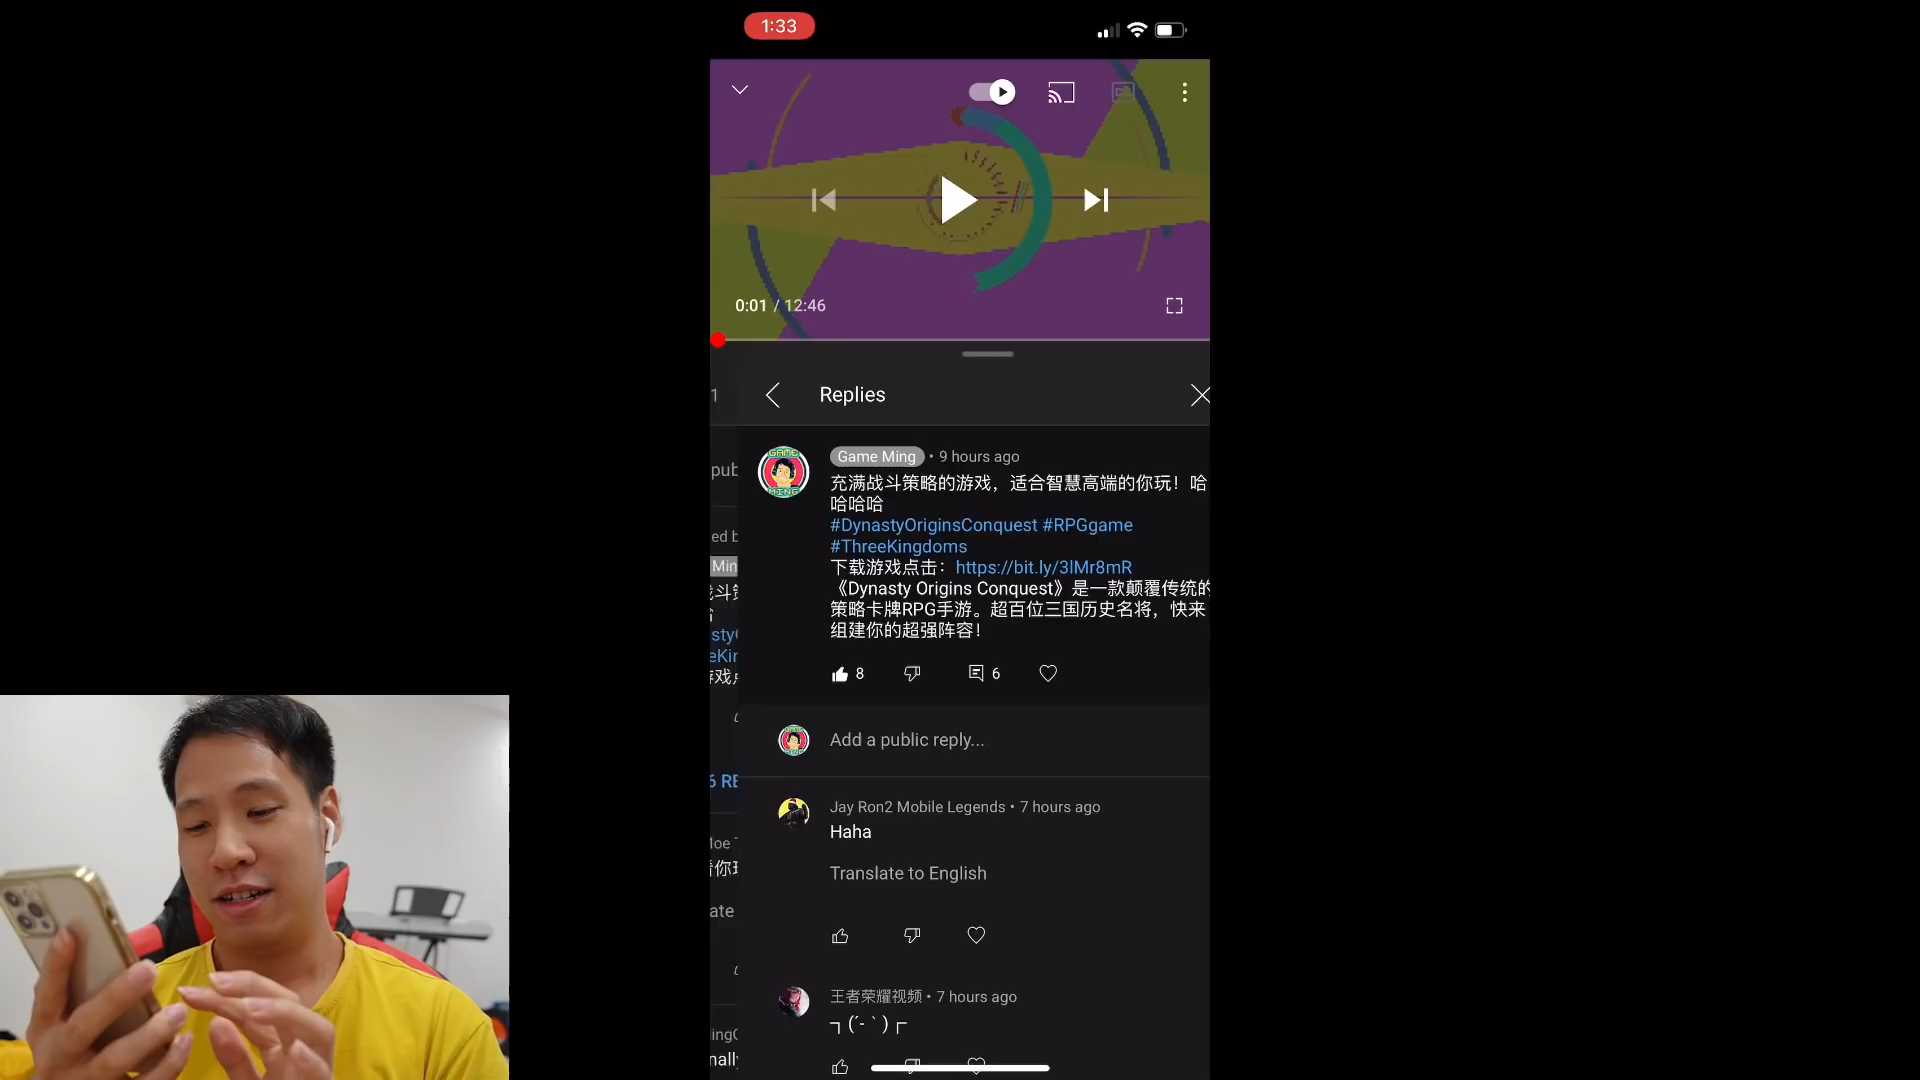 1:33
0:01 / 12:46
1
Replies
GAME
MING
Game Ming • 9 hours ago
充满战斗策略的游戏，适合智慧高端的你玩！哈
哈哈哈
#DynastyOriginsConquest #RPGgame
#ThreeKingdoms
下载游戏点击：https://bit.ly/3lMr8mR
《Dynasty Origins Conquest》是一款颠覆传统的
策略卡牌RPG手游。超百位三国历史名将，快来
组建你的超强阵容！
8
6
Add a public reply...
Jay Ron2 Mobile Legends • 7 hours ago
Haha
Translate to English
王者荣耀视频 • 7 hours ago
┐(´-｀)┌